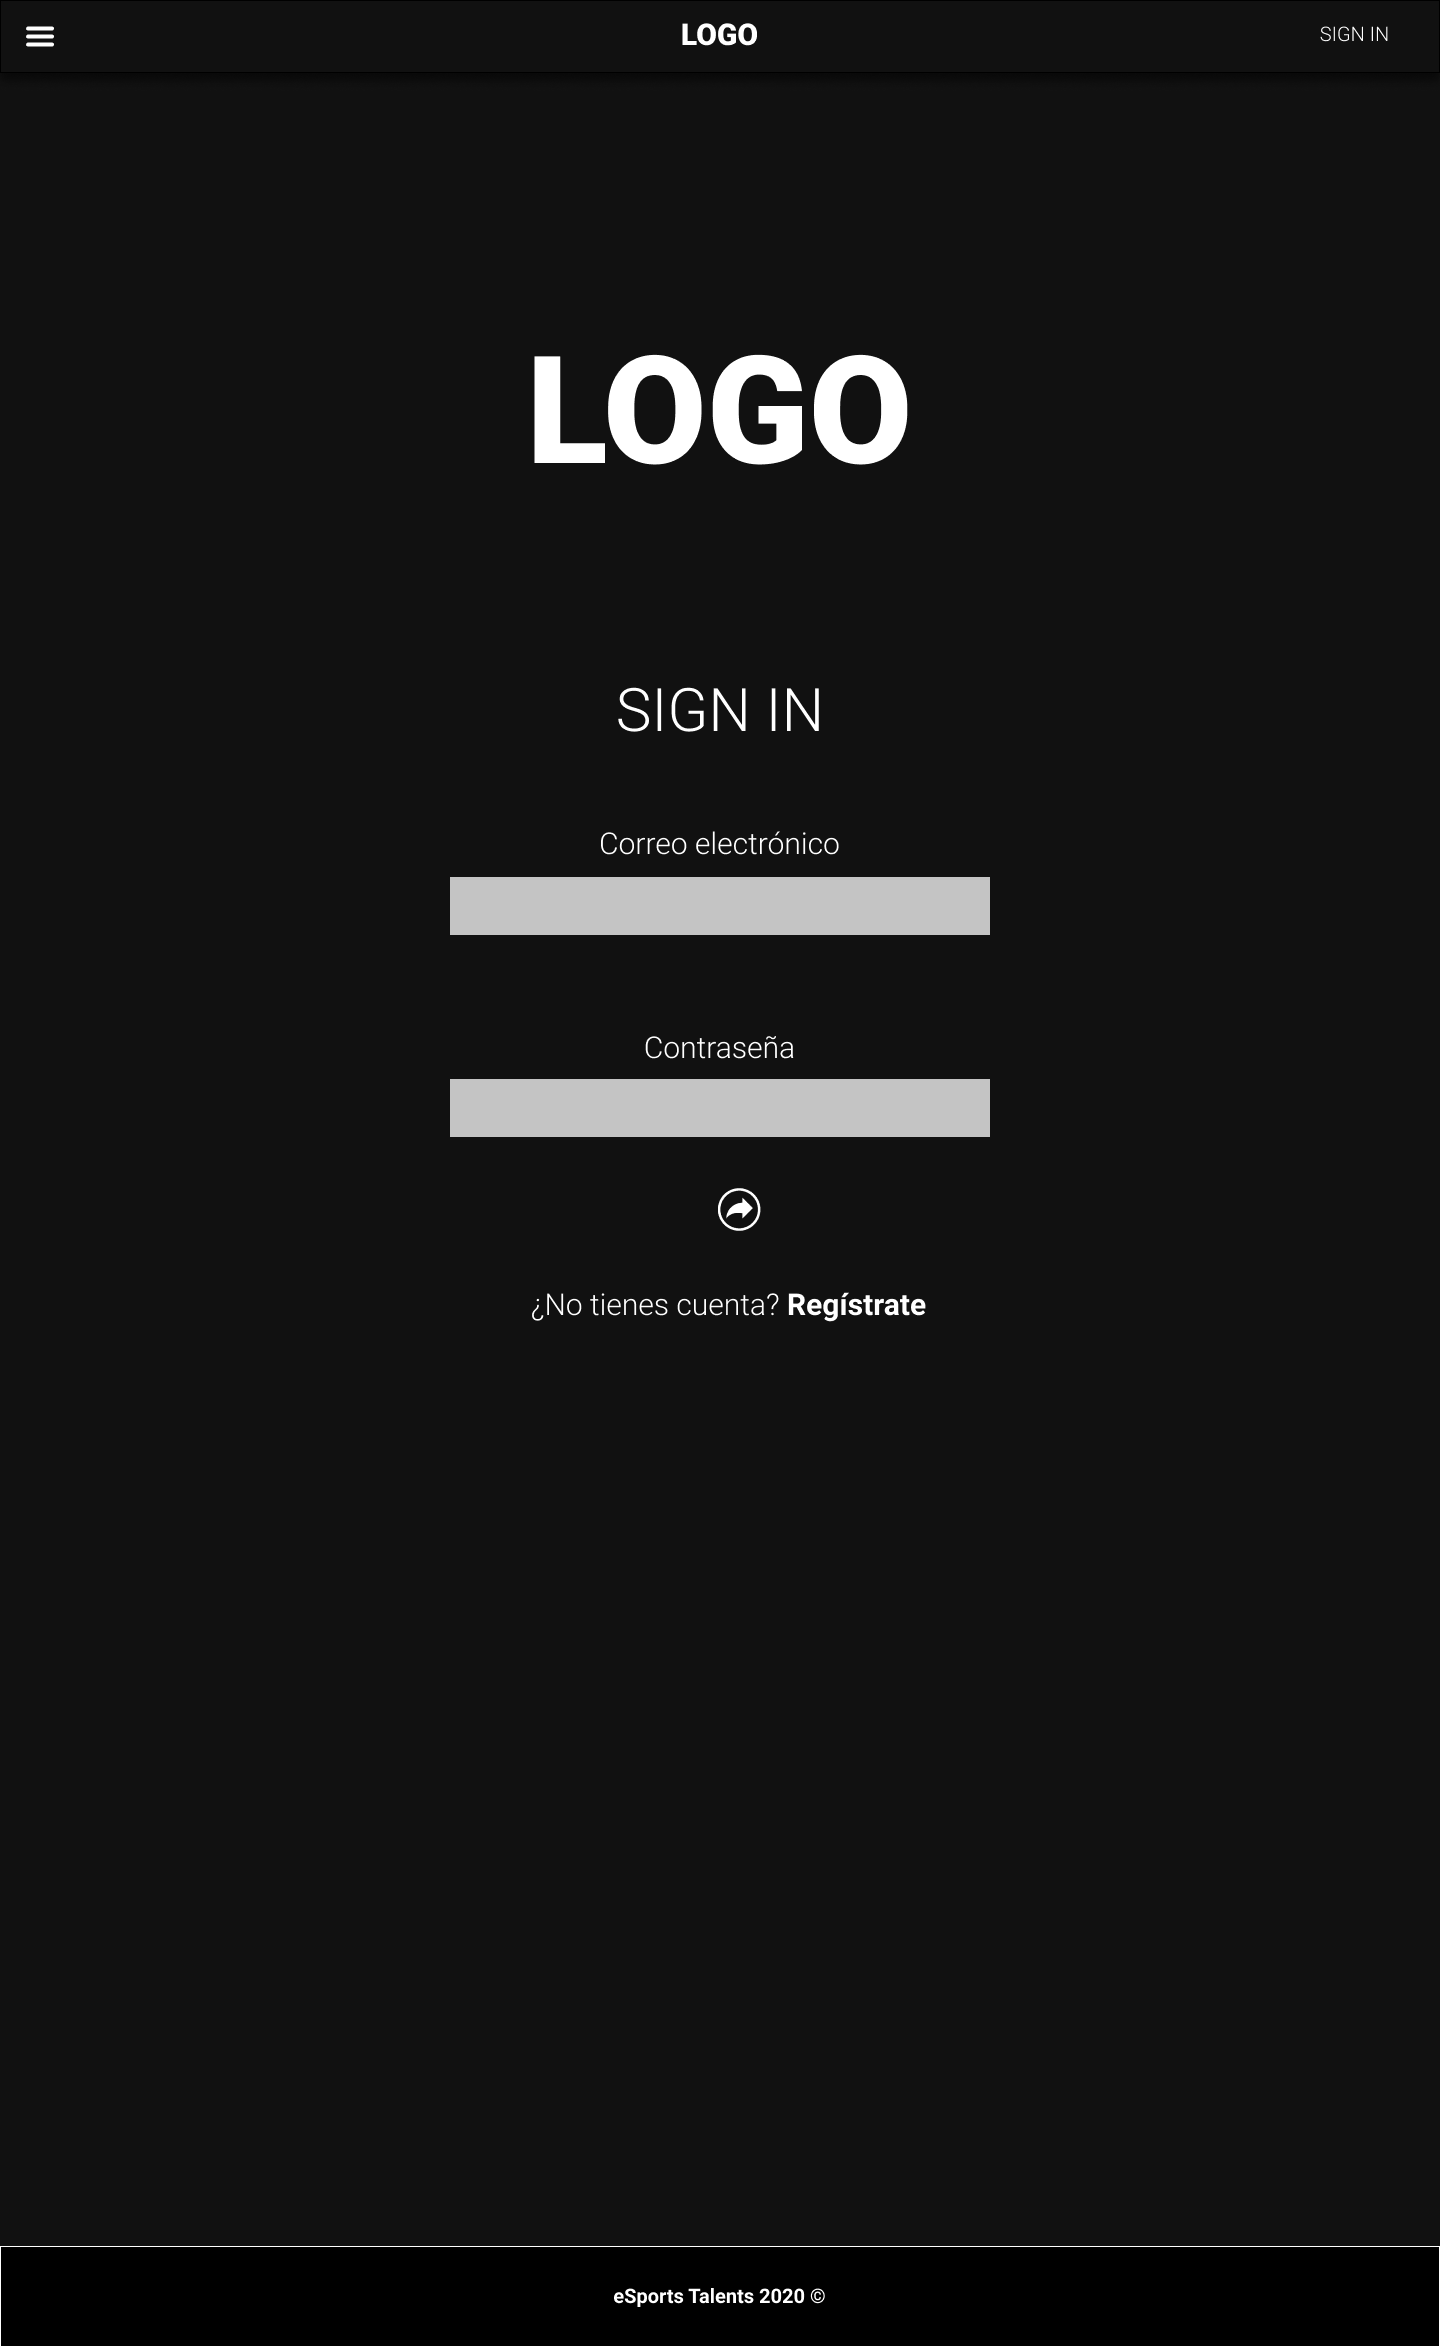 LOGO
SIGN IN
LOGO
SIGN IN
Correo electrónico
Contraseña
¿No tienes cuenta? Regístrate
eSports Talents 2020 ©